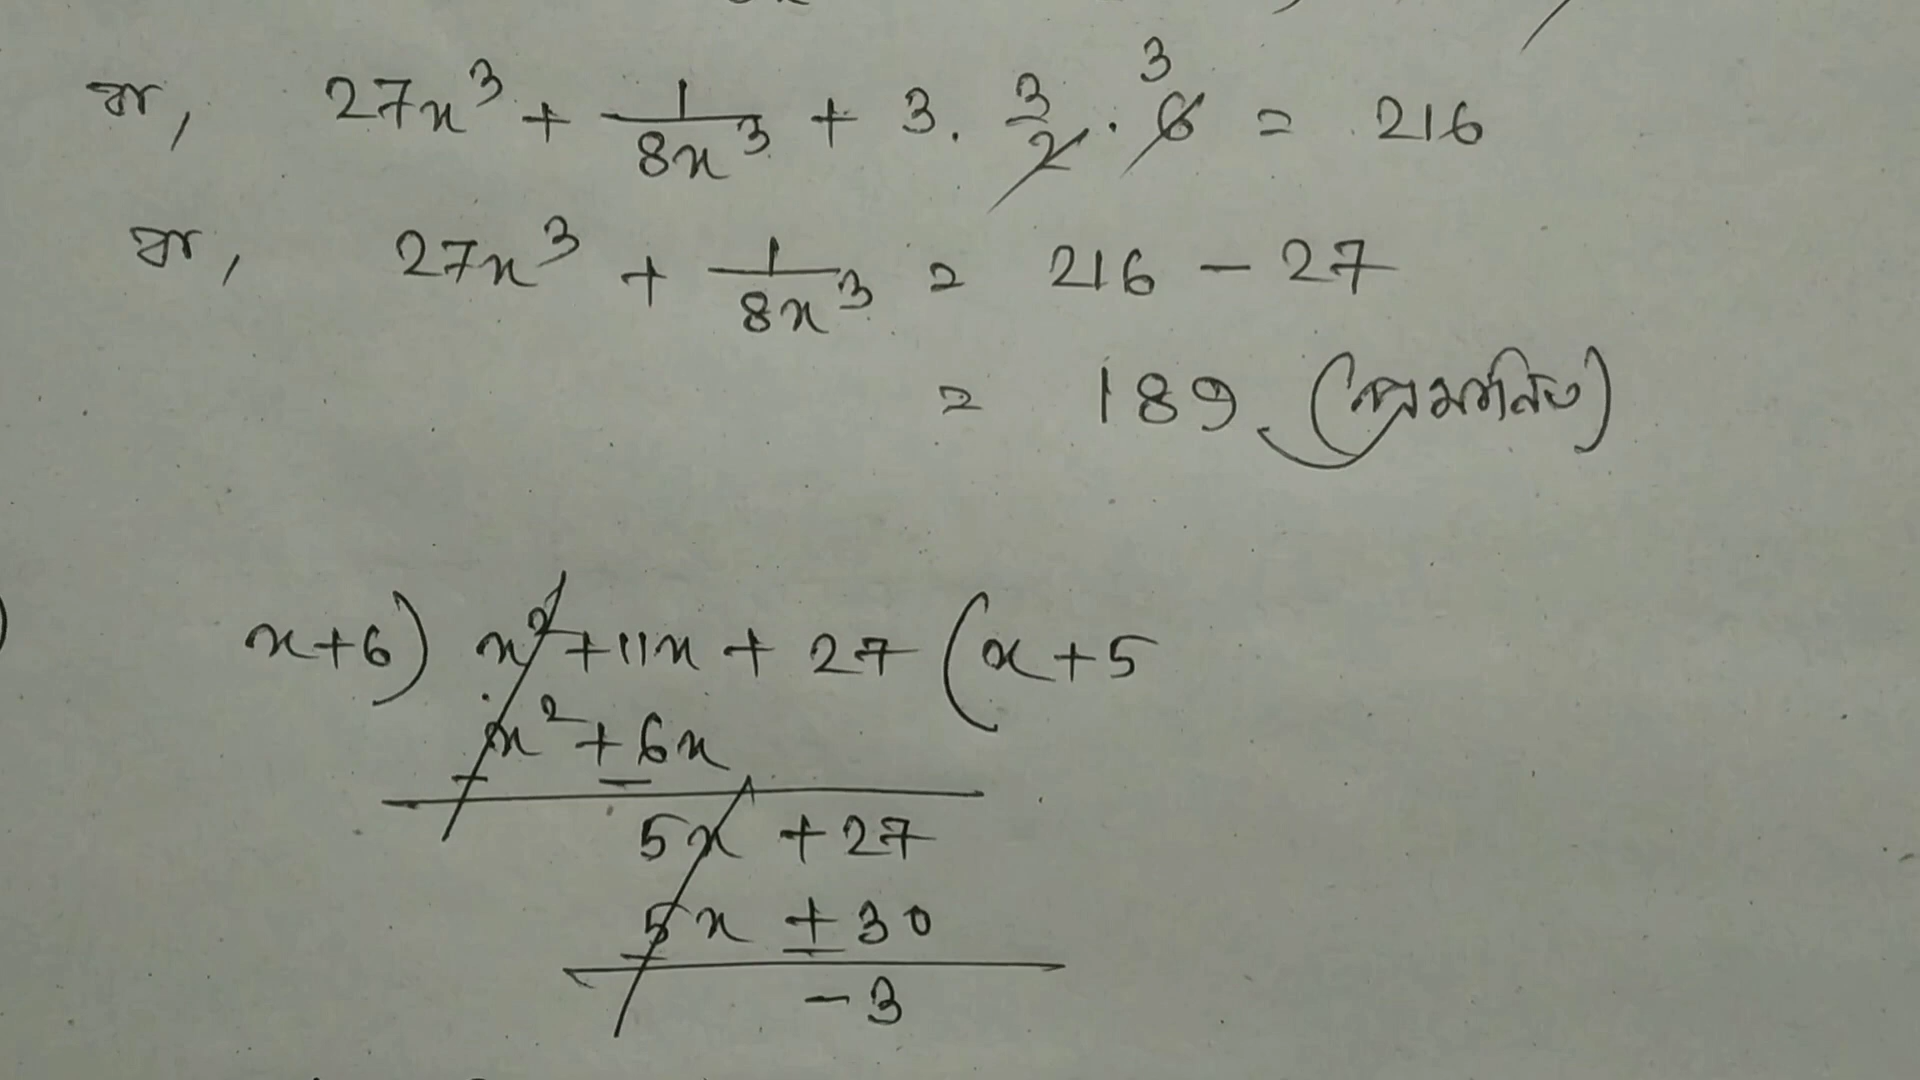 বা, 27x³ + 1/8x³ + 3. 3/2 . 6 3 = 216
বা, 27x³ + 1/8x³ = 216 - 27
= 189 (প্রমানিত)
x+6) x²+11x + 27 (x+5
x² + 6x
- -
5x + 27
5x + 30
- -
-3